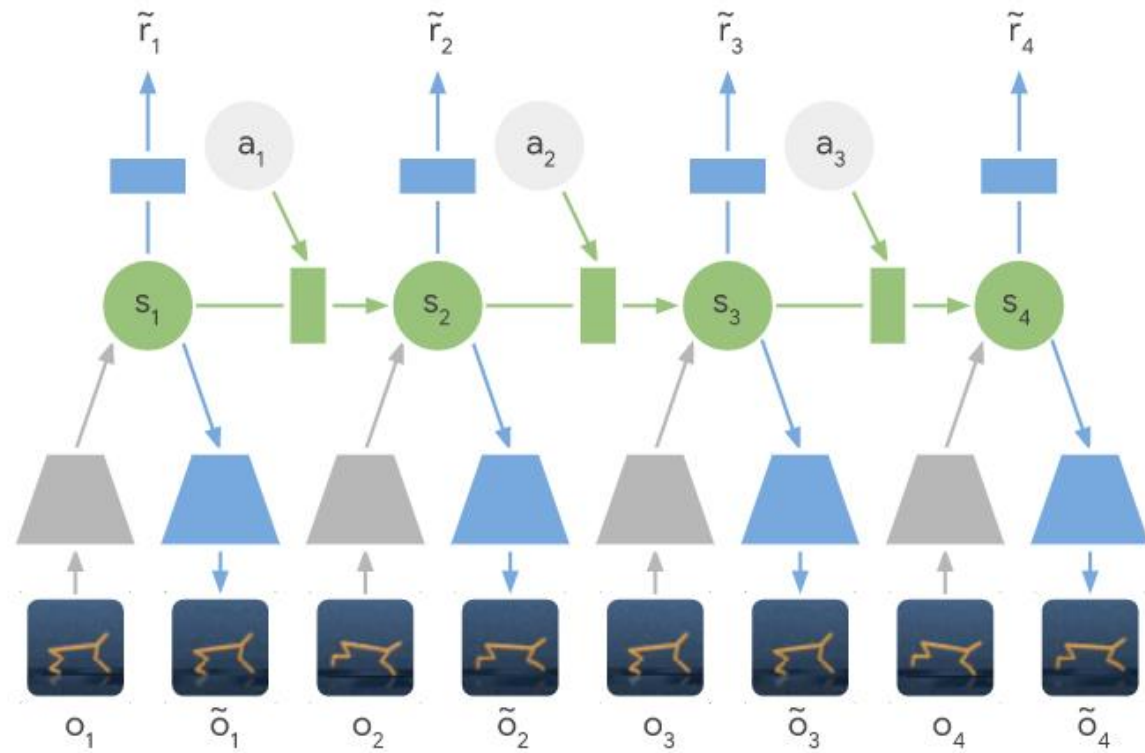 r̃₁ r̃₂ r̃₃ r̃₄
a₁ a₂ a₃
s₁ s₂ s₃ s₄
o₁ õ₁ o₂ õ₂ o₃ õ₃ o₄ õ₄